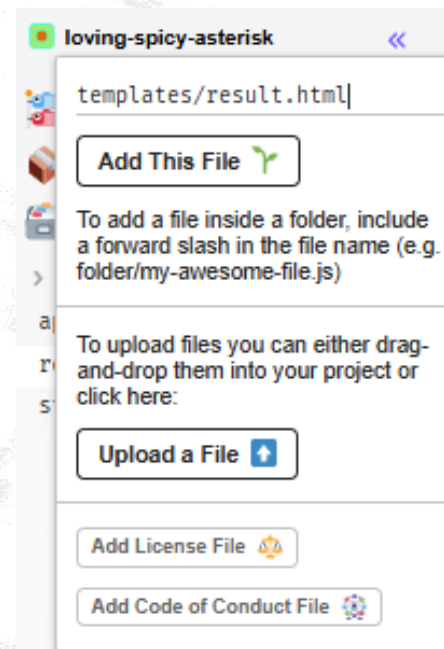 loving-spicy-asterisk
templates/result.html
Add This File
To add a file inside a folder, include
a forward slash in the file name (e.g.
folder/my-awesome-file.js)
To upload files you can either drag-
and-drop them into your project or
click here:
Upload a File
Add License File
Add Code of Conduct File